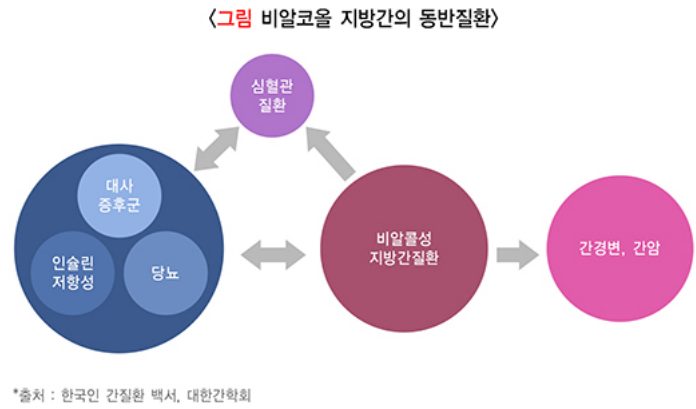 〈그림 비알코올 지방간의 동반질환〉
심혈관
질환
대사
증후군
인슐린
저항성
당뇨
비알콜성
지방간질환
간경변, 간암
*출처 : 한국인 간질환 백서, 대한간학회